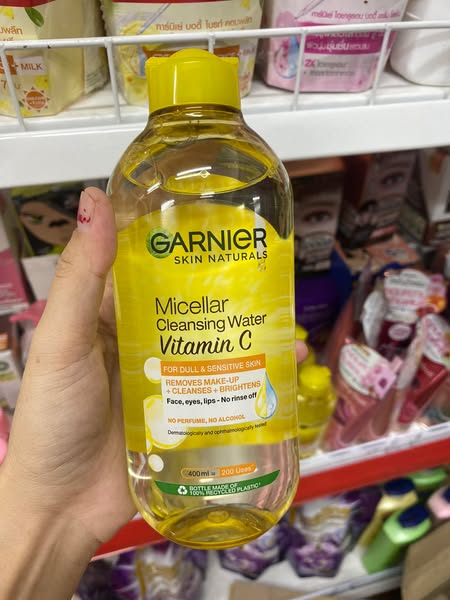 + MILK
2X
GARNIER
SKIN NATURALS
Micellar
Cleansing Water
Vitamin C
FOR DULL & SENSITIVE SKIN
REMOVES MAKE-UP
+ CLEANSES + BRIGHTENS
Face, eyes, lips - No rinse off
NO PERFUME, NO ALCOHOL
Dermatologically and ophthalmologically tested
400ml = 200 Uses*
BOTTLE MADE OF
100% RECYCLED PLASTIC*